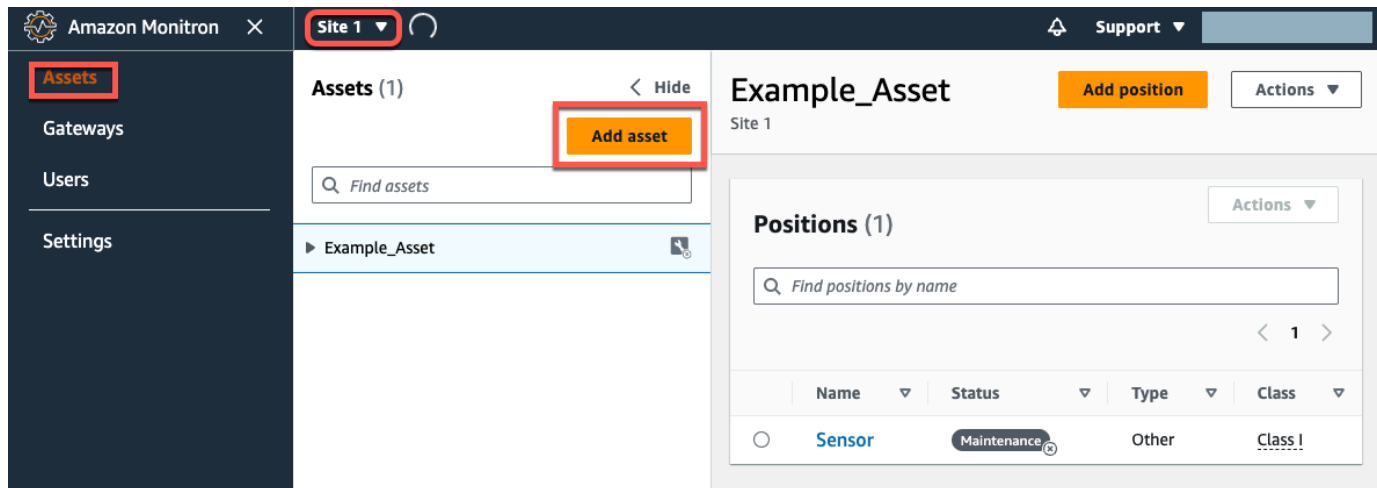 Amazon Monitron
Site 1
Support
Assets
Gateways
Users
Settings
Assets (1)
Hide
Add asset
Find assets
Example_Asset
Example_Asset
Site 1
Add position
Actions
Positions (1)
Actions
Find positions by name
1
Name Status Type Class
Sensor Maintenance Other Class I